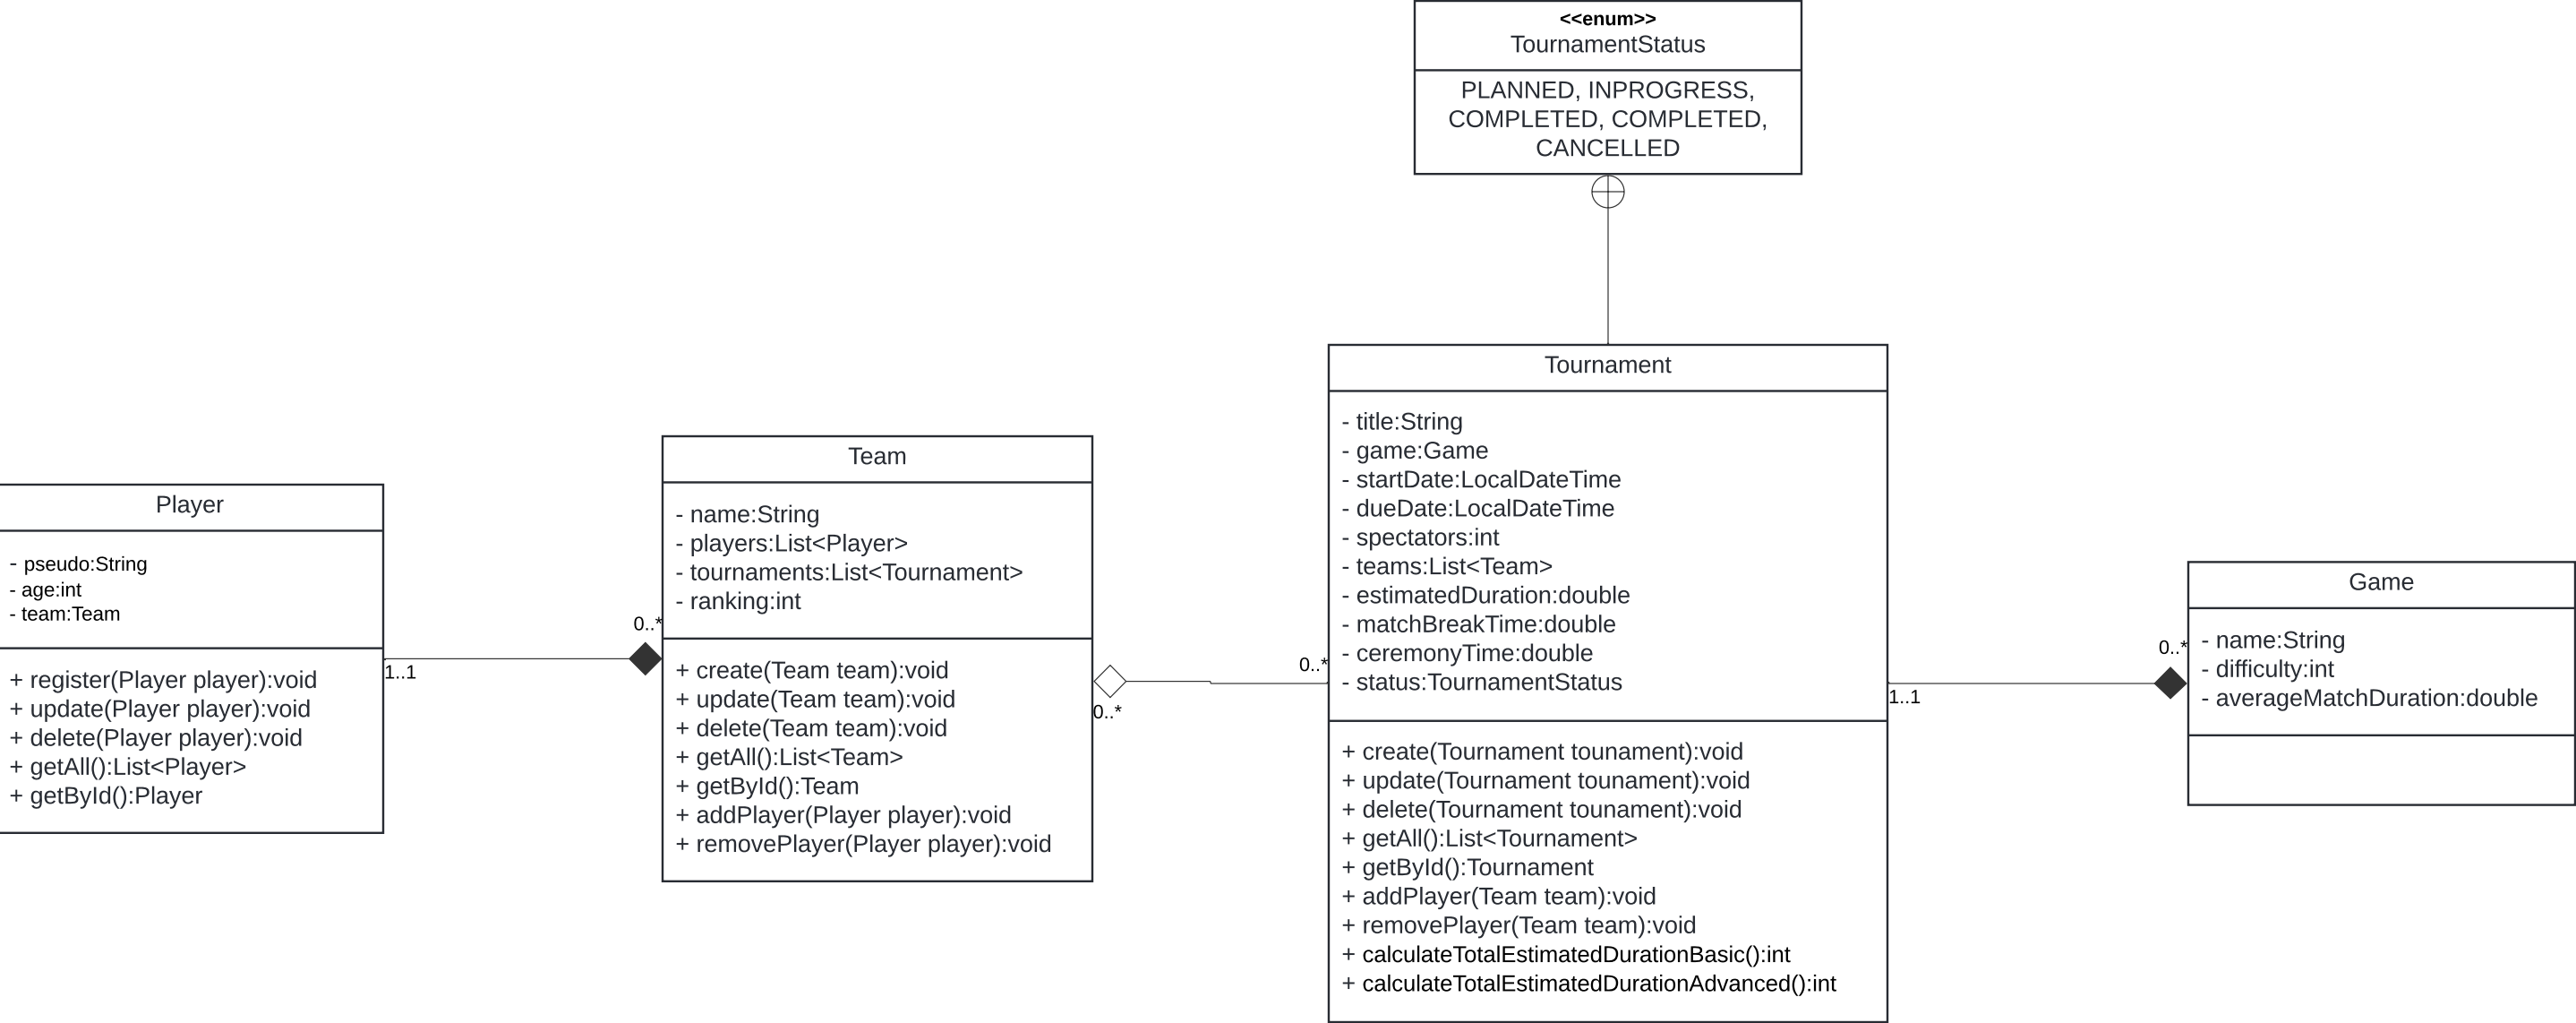 <<enum>>
TournamentStatus
PLANNED, INPROGRESS,
COMPLETED, COMPLETED,
CANCELLED
Player
- pseudo:String
- age:int
- team:Team
+ register(Player player):void
+ update(Player player):void
+ delete(Player player):void
+ getAll():List<Player>
+ getById():Player
1..1
0..*
Team
- name:String
- players:List<Player>
- tournaments:List<Tournament>
- ranking:int
+ create(Team team):void
+ update(Team team):void
+ delete(Team team):void
+ getAll():List<Team>
+ getById():Team
+ addPlayer(Player player):void
+ removePlayer(Player player):void
0..*
0..*
Tournament
- title:String
- game:Game
- startDate:LocalDateTime
- dueDate:LocalDateTime
- spectators:int
- teams:List<Team>
- estimatedDuration:double
- matchBreakTime:double
- ceremonyTime:double
- status:TournamentStatus
+ create(Tournament tounament):void
+ update(Tournament tounament):void
+ delete(Tournament tounament):void
+ getAll():List<Tournament>
+ getById():Tournament
+ addPlayer(Team team):void
+ removePlayer(Team team):void
+ calculateTotalEstimatedDurationBasic():int
+ calculateTotalEstimatedDurationAdvanced():int
1..1
0..*
Game
- name:String
- difficulty:int
- averageMatchDuration:double